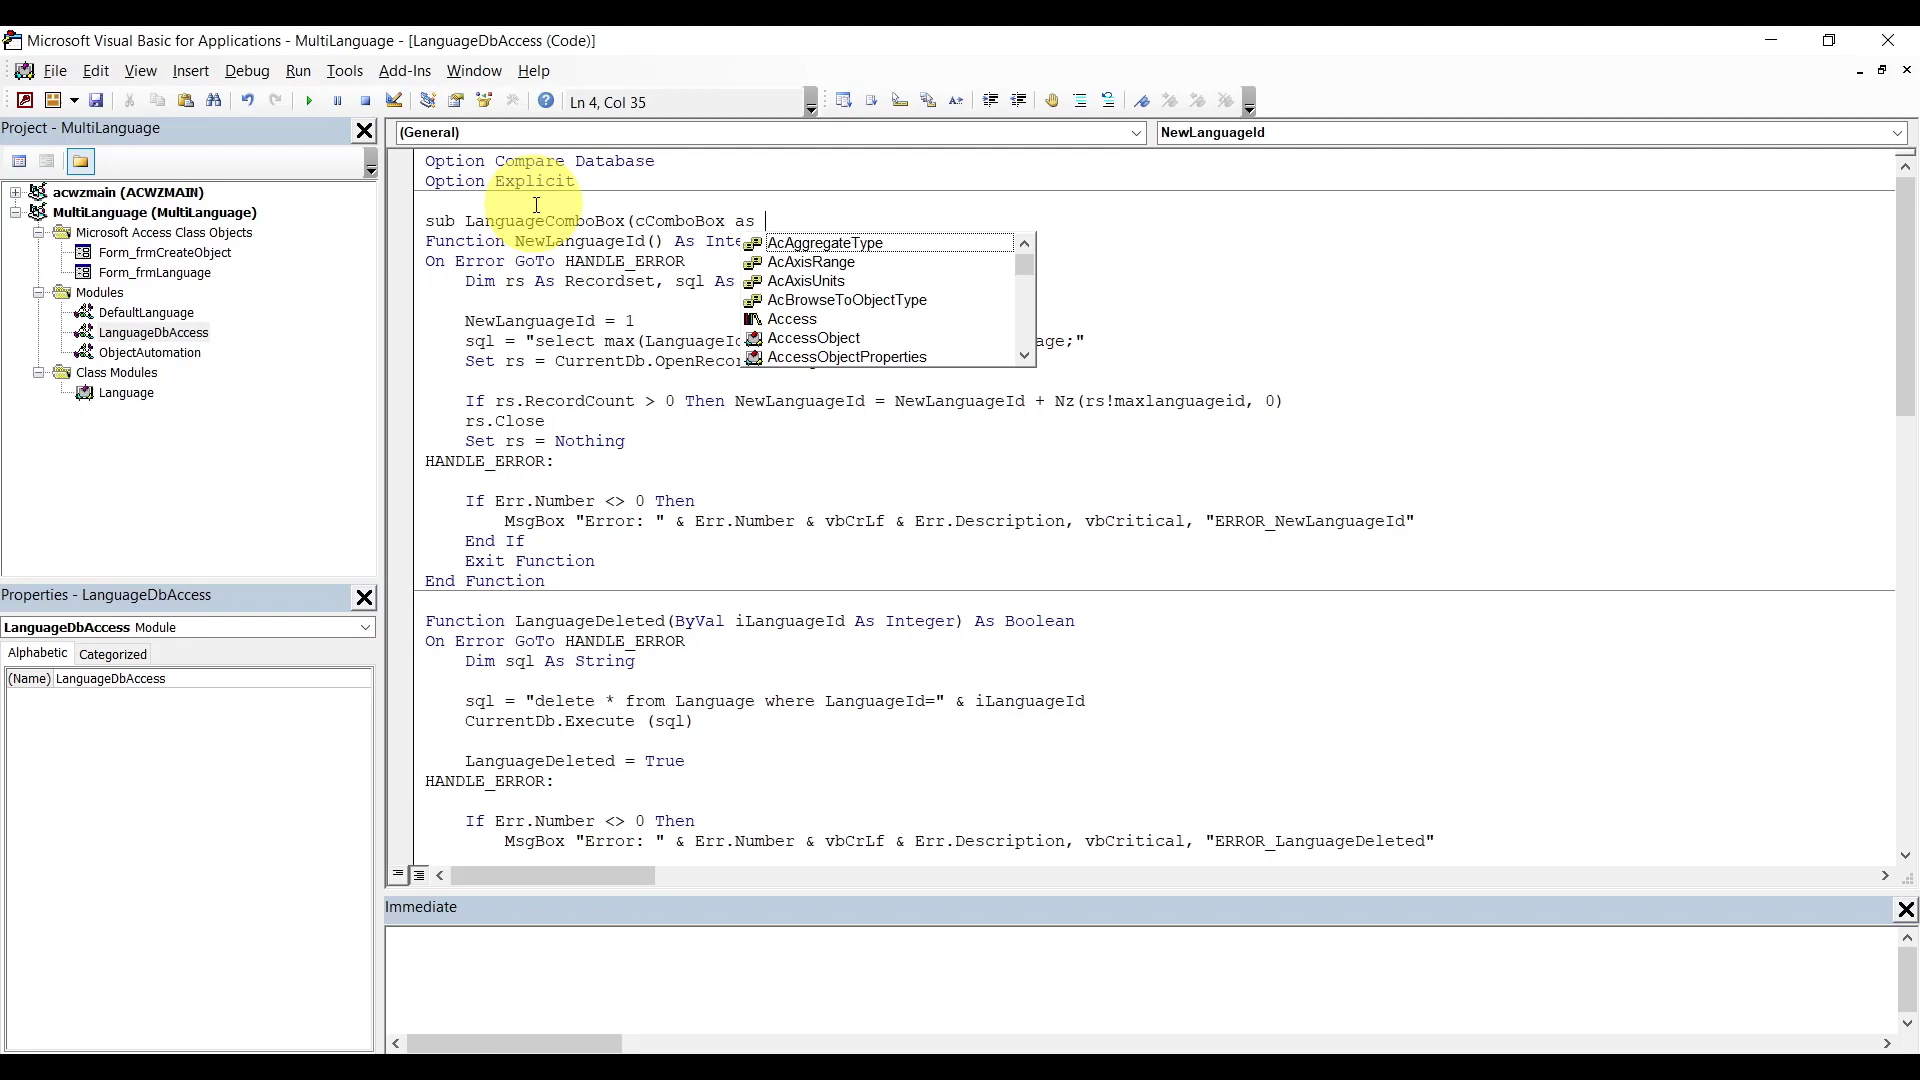 Microsoft Visual Basic for Applications - MultiLanguage - [LanguageDbAccess (Code)]
File Edit View Insert Debug Run Tools Add-Ins Window Help
Ln 4, Col 35
Project - MultiLanguage
acwzmain (ACWZMAIN)
MultiLanguage (MultiLanguage)
Microsoft Access Class Objects
Form_frmCreateObject
Form_frmLanguage
Modules
DefaultLanguage
LanguageDbAccess
ObjectAutomation
Class Modules
Language
Properties - LanguageDbAccess
LanguageDbAccess Module
Alphabetic Categorized
(Name) LanguageDbAccess
(General) NewLanguageId
Option Compare Database
Option Explicit
sub LanguageComboBox(cComboBox as
Function NewLanguageId() As Inte
On Error GoTo HANDLE_ERROR
Dim rs As Recordset, sql As
NewLanguageId = 1
sql = "select max(LanguageId age;"
Set rs = CurrentDb.OpenRecor
AcAggregateType
AcAxisRange
AcAxisUnits
AcBrowseToObjectType
Access
AccessObject
AccessObjectProperties
If rs.RecordCount > 0 Then NewLanguageId = NewLanguageId + Nz(rs!maxlanguageid, 0)
rs.Close
Set rs = Nothing
HANDLE_ERROR:
If Err.Number <> 0 Then
MsgBox "Error: " & Err.Number & vbCrLf & Err.Description, vbCritical, "ERROR_NewLanguageId"
End If
Exit Function
End Function
Function LanguageDeleted(ByVal iLanguageId As Integer) As Boolean
On Error GoTo HANDLE_ERROR
Dim sql As String
sql = "delete * from Language where LanguageId=" & iLanguageId
CurrentDb.Execute (sql)
LanguageDeleted = True
HANDLE_ERROR:
If Err.Number <> 0 Then
MsgBox "Error: " & Err.Number & vbCrLf & Err.Description, vbCritical, "ERROR_LanguageDeleted"
Immediate